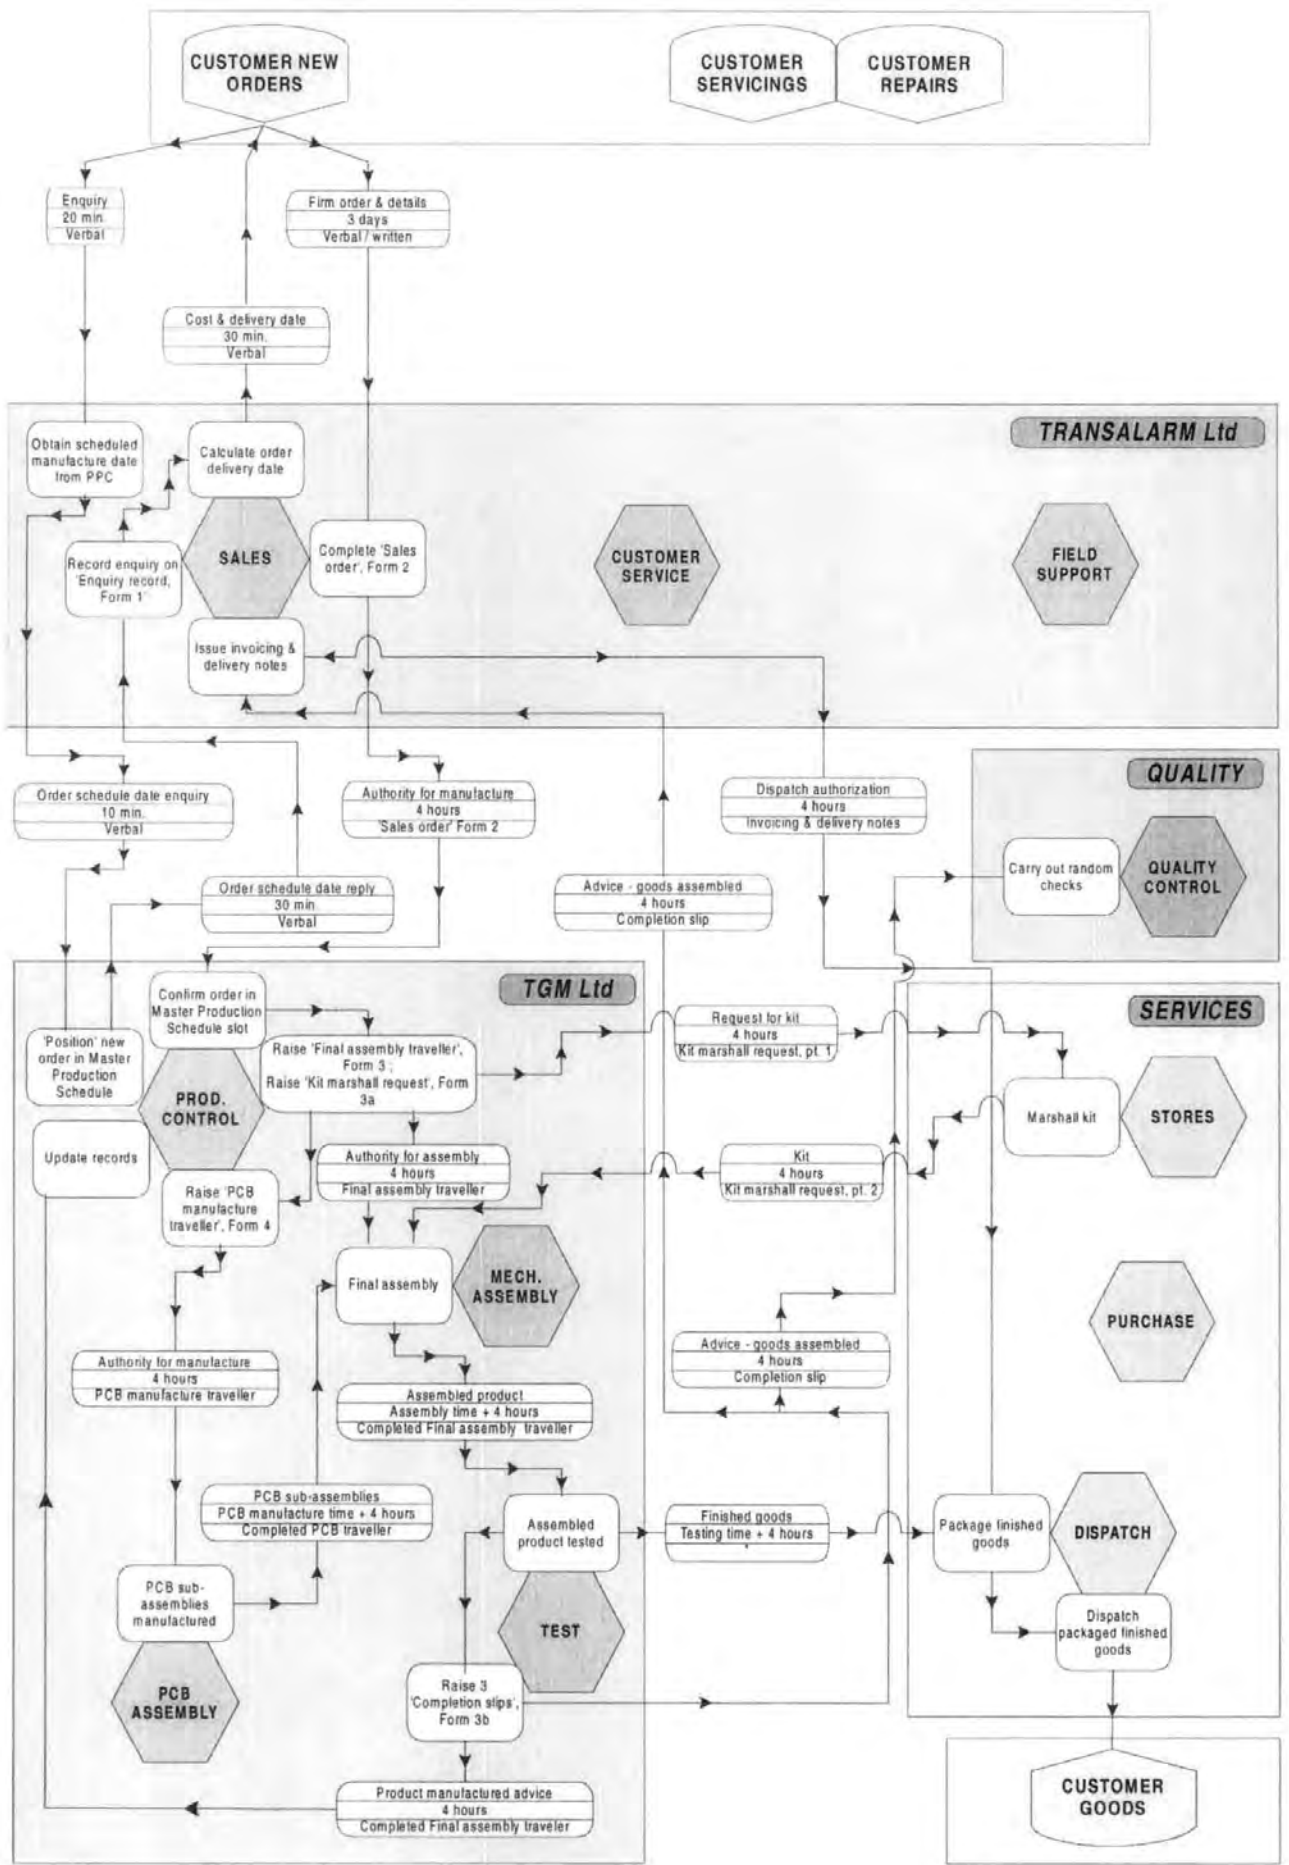 CUSTOMER NEW
ORDERS
CUSTOMER
SERVICINGS
CUSTOMER
REPAIRS
Enquiry
20 min.
Verbal
Firm order & details
3 days
Verbal / written
Cost & delivery date
30 min.
Verbal
TRANSALARM Ltd
Obtain scheduled
manufacture date
from PPC
Calculate order
delivery date
SALES
Record enquiry on
'Enquiry record,
Form 1'
Complete 'Sales
order', Form 2
CUSTOMER
SERVICE
FIELD
SUPPORT
Issue invoicing &
delivery notes
QUALITY
Order schedule date enquiry
10 min.
Verbal
Authority for manufacture
4 hours
'Sales order' Form 2
Dispatch authorization
4 hours
Invoicing & delivery notes
Carry out random
checks
QUALITY
CONTROL
Order schedule date reply
30 min.
Verbal
Advice - goods assembled
4 hours
Completion slip
TGM Ltd
Confirm order in
Master Production
Schedule slot
SERVICES
'Position' new
order in Master
Production
Schedule
Raise 'Final assembly traveller',
Form 3 ;
Raise 'Kit marshall request', Form
3a
Request for kit
4 hours
Kit marshall request, pt. 1
PROD.
CONTROL
Marshall kit
STORES
Update records
Authority for assembly
4 hours
Final assembly traveller
Kit
4 hours
Kit marshall request, pt. 2
Raise 'PCB
manufacture
traveller', Form 4
Final assembly
MECH.
ASSEMBLY
PURCHASE
Authority for manufacture
4 hours
PCB manufacture traveller
Advice - goods assembled
4 hours
Completion slip
Assembled product
Assembly time + 4 hours
Completed Final assembly traveller
PCB sub-assemblies
PCB manufacture time + 4 hours
Completed PCB traveller
Assembled
product tested
Finished goods
Testing time + 4 hours
Package finished
goods
DISPATCH
PCB sub-
assemblies
manufactured
TEST
Dispatch
packaged finished
goods
PCB
ASSEMBLY
Raise 3
'Completion slips',
Form 3b
Product manufactured advice
4 hours
Completed Final assembly traveler
CUSTOMER
GOODS